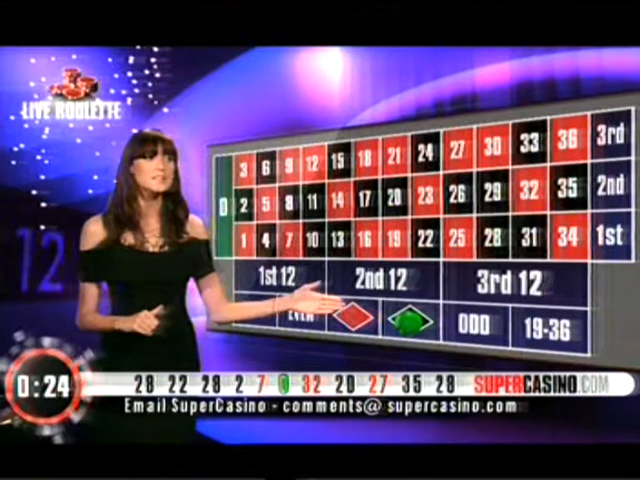 LIVE ROULETTE
3 6 9 12 15 18 21 24 27 30 33 36 3rd
0 2 5 8 11 14 17 20 23 26 29 32 35 2nd
1 4 7 10 13 16 19 22 25 28 31 34 1st
12
1st 12 2nd 12 3rd 12
EVEN ODD 19-36
0:24 28 22 28 2 7 0 32 20 27 35 28 SUPERCASINO.COM
Email SuperCasino - comments@ supercasino.com